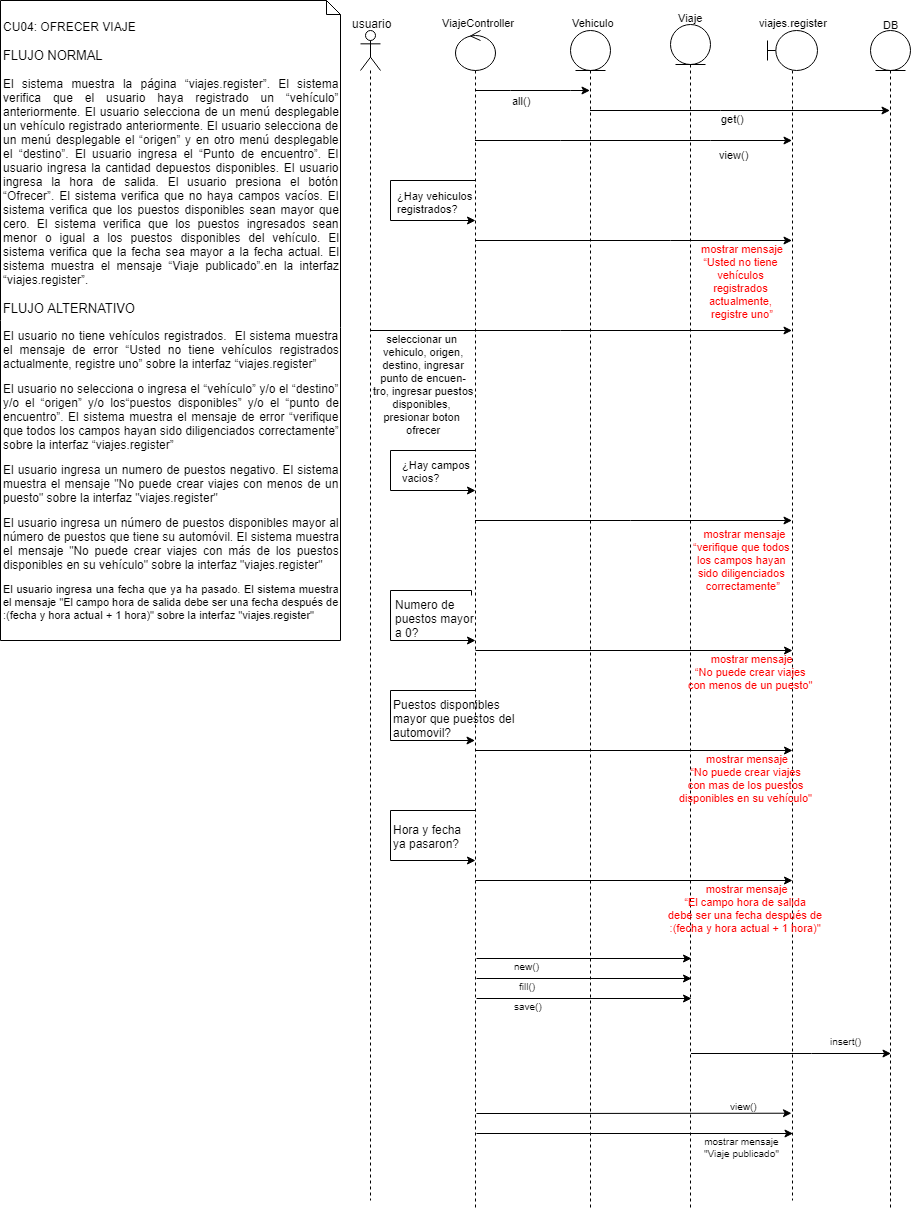 CU04: OFRECER VIAJE
FLUJO NORMAL
El sistema muestra la página “viajes.register”. El sistema
verifica que el usuario haya registrado un “vehículo”
anteriormente. El usuario selecciona de un menú desplegable
un vehículo registrado anteriormente. El usuario selecciona de
un menú desplegable el “origen” y en otro menú desplegable
el “destino”. El usuario ingresa el “Punto de encuentro”. El
usuario ingresa la cantidad depuestos disponibles. El usuario
ingresa la hora de salida. El usuario presiona el botón
“Ofrecer”. El sistema verifica que no haya campos vacíos. El
sistema verifica que los puestos disponibles sean mayor que
cero. El sistema verifica que los puestos ingresados sean
menor o igual a los puestos disponibles del vehículo. El
sistema verifica que la fecha sea mayor a la fecha actual. El
sistema muestra el mensaje “Viaje publicado”.en la interfaz
“viajes.register”.
FLUJO ALTERNATIVO
El usuario no tiene vehículos registrados.  El sistema muestra
el mensaje de error “Usted no tiene vehículos registrados
actualmente, registre uno” sobre la interfaz “viajes.register”
El usuario no selecciona o ingresa el “vehículo” y/o el “destino”
y/o el “origen” y/o los“puestos disponibles” y/o el “punto de
encuentro”. El sistema muestra el mensaje de error “verifique
que todos los campos hayan sido diligenciados correctamente”
sobre la interfaz “viajes.register”
El usuario ingresa un numero de puestos negativo. El sistema
muestra el mensaje "No puede crear viajes con menos de un
puesto" sobre la interfaz "viajes.register"
El usuario ingresa un número de puestos disponibles mayor al
número de puestos que tiene su automóvil. El sistema muestra
el mensaje "No puede crear viajes con más de los puestos
disponibles en su vehículo" sobre la interfaz "viajes.register"
El usuario ingresa una fecha que ya ha pasado. El sistema muestra
el mensaje "El campo hora de salida debe ser una fecha después de
:(fecha y hora actual + 1 hora)" sobre la interfaz "viajes.register"
usuario
ViajeController
Vehiculo
Viaje
viajes.register
DB
all()
get()
view()
¿Hay vehiculos
registrados?
mostrar mensaje
“Usted no tiene
vehículos
registrados
actualmente,
registre uno”
seleccionar un
vehiculo, origen,
destino, ingresar
punto de encuen-
tro, ingresar puestos
disponibles,
presionar boton
ofrecer
¿Hay campos
vacios?
mostrar mensaje
“verifique que todos
los campos hayan
sido diligenciados
correctamente”
Numero de
puestos mayor
a 0?
mostrar mensaje
“No puede crear viajes
con menos de un puesto"
Puestos disponibles
mayor que puestos del
automovil?
mostrar mensaje
“No puede crear viajes
con mas de los puestos
disponibles en su vehículo"
Hora y fecha
ya pasaron?
mostrar mensaje
“El campo hora de salida
debe ser una fecha después de
:(fecha y hora actual + 1 hora)"
new()
fill()
save()
insert()
view()
mostrar mensaje
"Viaje publicado"